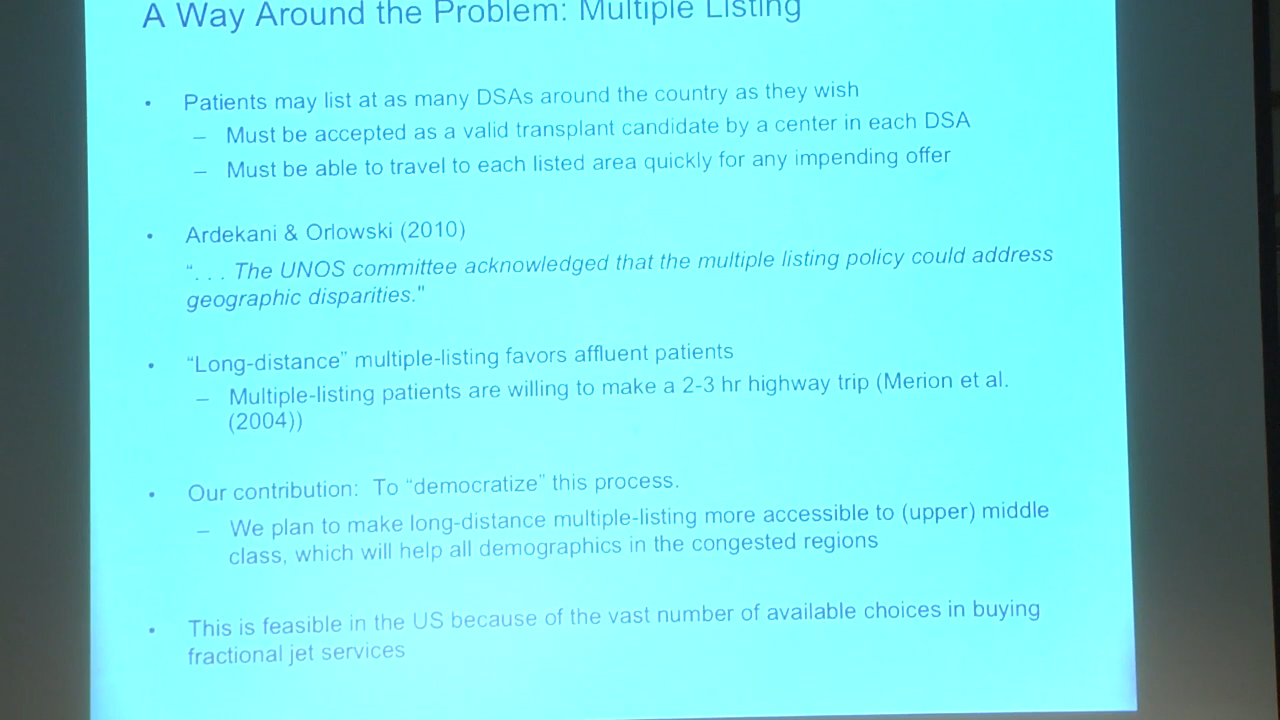 A Way Around the Problem: Multiple Listing
• Patients may list at as many DSAs around the country as they wish
– Must be accepted as a valid transplant candidate by a center in each DSA
– Must be able to travel to each listed area quickly for any impending offer
• Ardekani & Orlowski (2010)
“. . . The UNOS committee acknowledged that the multiple listing policy could address
geographic disparities."
• “Long-distance” multiple-listing favors affluent patients
– Multiple-listing patients are willing to make a 2-3 hr highway trip (Merion et al.
(2004))
• Our contribution: To “democratize” this process.
– We plan to make long-distance multiple-listing more accessible to (upper) middle
class, which will help all demographics in the congested regions
• This is feasible in the US because of the vast number of available choices in buying
fractional jet services